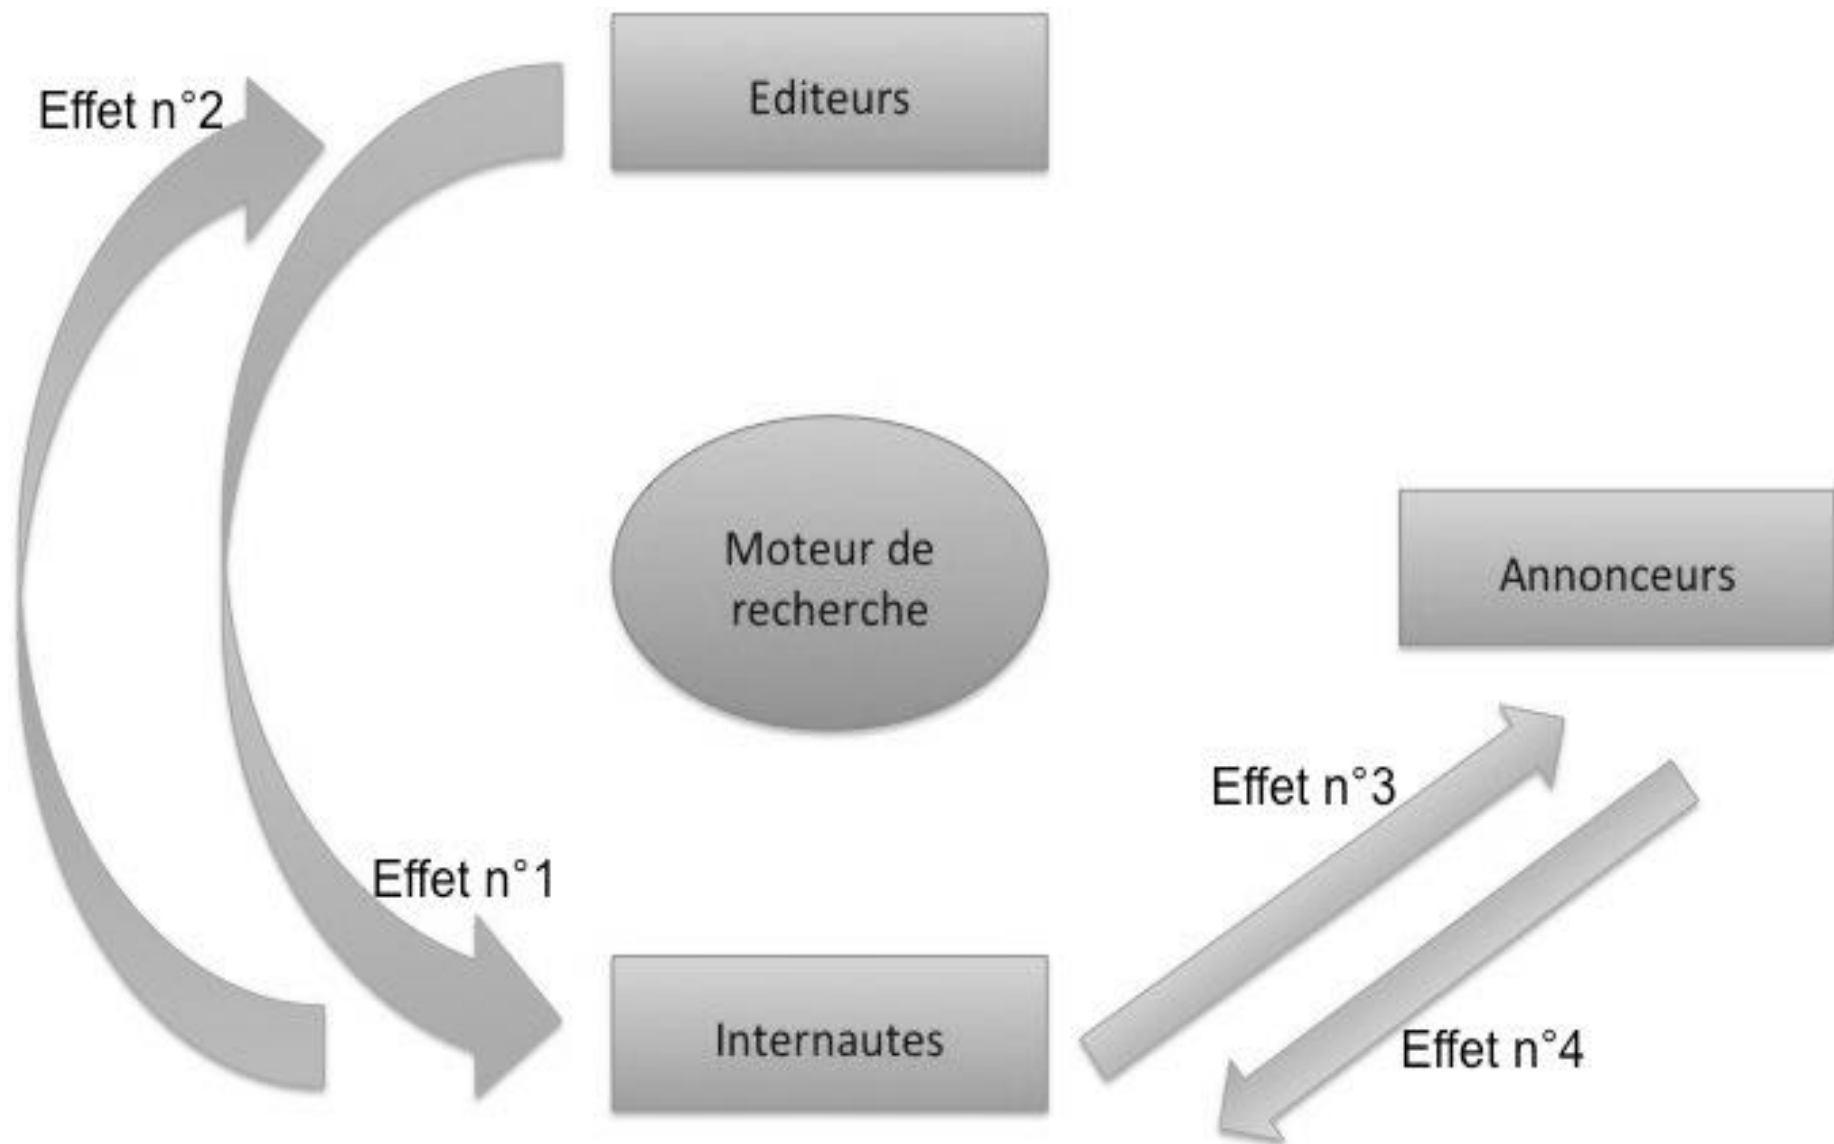 Editeurs
Effet n°2
Moteur de
recherche
Annonceurs
Effet n°3
Effet n°1
Internautes
Effet n°4